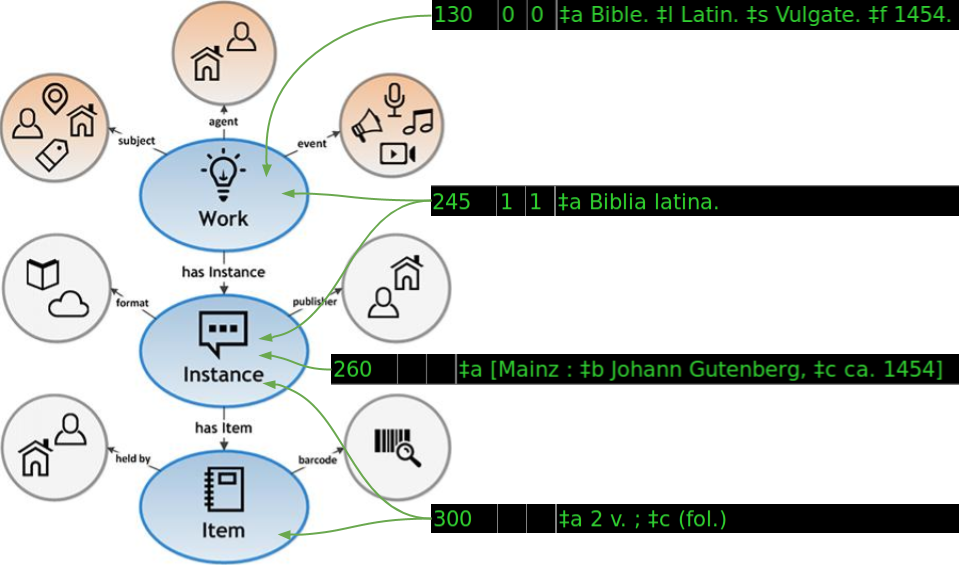 130 0 0 ‡a Bible. ‡l Latin. ‡s Vulgate. ‡f 1454.
agent
subject
event
Work
245 1 1 ‡a Biblia latina.
has Instance
format
publisher
Instance
260 ‡a [Mainz : ‡b Johann Gutenberg, ‡c ca. 1454]
has Item
held by
barcode
300 ‡a 2 v. ; ‡c (fol.)
Item